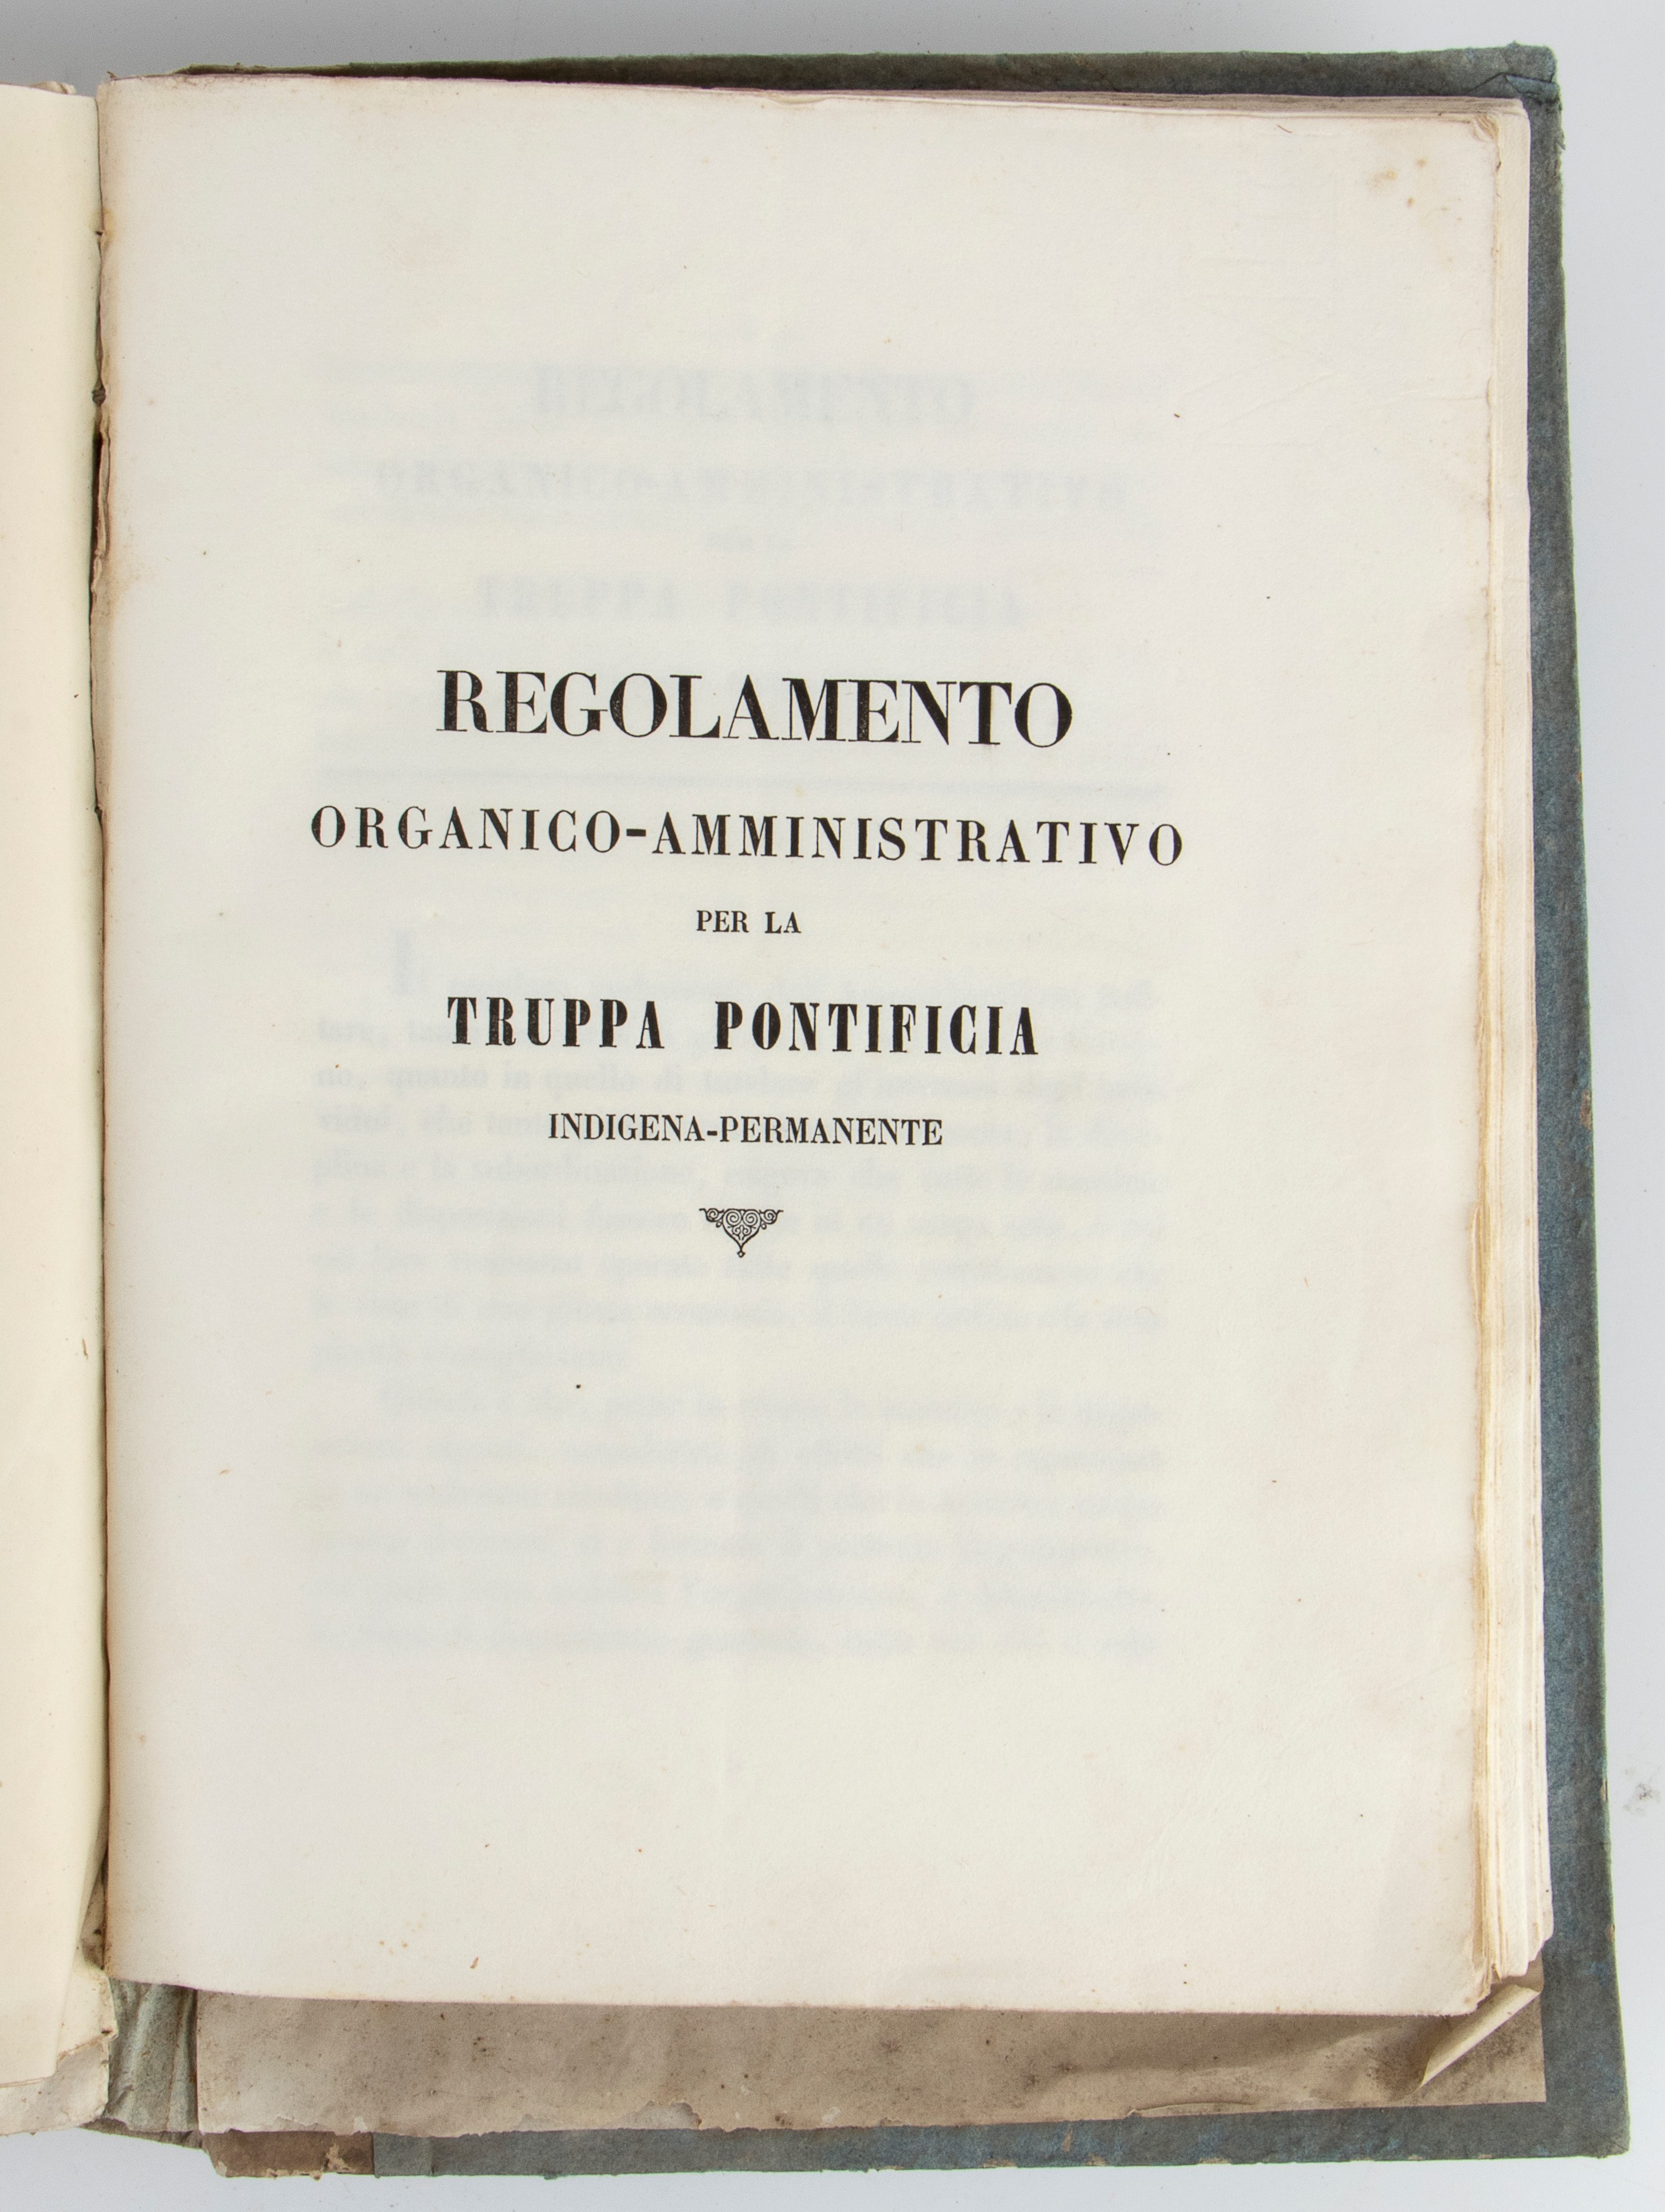 REGOLAMENTO
ORGANICO-AMMINISTRATIVO
PER LA
TRUPPA PONTIFICIA
INDIGENA-PERMANENTE